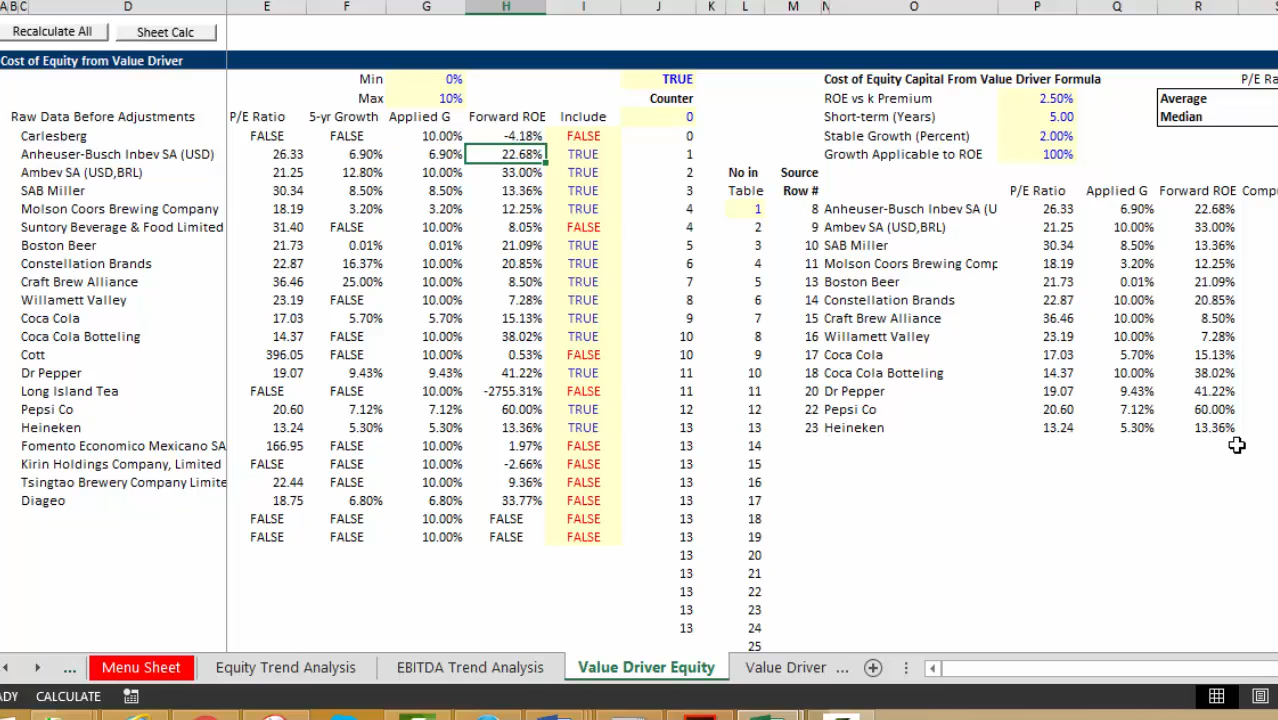 A B C D E F G H I J K L M N O P Q R
Recalculate All Sheet Calc
Cost of Equity from Value Driver
Min 0% TRUE Cost of Equity Capital From Value Driver Formula P/E Ra
Max 10% Counter ROE vs k Premium 2.50% Average
Raw Data Before Adjustments P/E Ratio 5-yr Growth Applied G Forward ROE Include 0 Short-term (Years) 5.00 Median
Carlesberg FALSE FALSE 10.00% -4.18% FALSE 0 Stable Growth (Percent) 2.00%
Anheuser-Busch Inbev SA (USD) 26.33 6.90% 6.90% 22.68% TRUE 1 Growth Applicable to ROE 100%
Ambev SA (USD,BRL) 21.25 12.80% 10.00% 33.00% TRUE 2 No in Source
SAB Miller 30.34 8.50% 8.50% 13.36% TRUE 3 Table Row # P/E Ratio Applied G Forward ROE Comp
Molson Coors Brewing Company 18.19 3.20% 3.20% 12.25% TRUE 4 1 8 Anheuser-Busch Inbev SA (U 26.33 6.90% 22.68%
Suntory Beverage & Food Limited 31.40 FALSE 10.00% 8.05% FALSE 4 2 9 Ambev SA (USD,BRL) 21.25 10.00% 33.00%
Boston Beer 21.73 0.01% 0.01% 21.09% TRUE 5 3 10 SAB Miller 30.34 8.50% 13.36%
Constellation Brands 22.87 16.37% 10.00% 20.85% TRUE 6 4 11 Molson Coors Brewing Comp 18.19 3.20% 12.25%
Craft Brew Alliance 36.46 25.00% 10.00% 8.50% TRUE 7 5 13 Boston Beer 21.73 0.01% 21.09%
Willamett Valley 23.19 FALSE 10.00% 7.28% TRUE 8 6 14 Constellation Brands 22.87 10.00% 20.85%
Coca Cola 17.03 5.70% 5.70% 15.13% TRUE 9 7 15 Craft Brew Alliance 36.46 10.00% 8.50%
Coca Cola Botteling 14.37 FALSE 10.00% 38.02% TRUE 10 8 16 Willamett Valley 23.19 10.00% 7.28%
Cott 396.05 FALSE 10.00% 0.53% FALSE 10 9 17 Coca Cola 17.03 5.70% 15.13%
Dr Pepper 19.07 9.43% 9.43% 41.22% TRUE 11 10 18 Coca Cola Botteling 14.37 10.00% 38.02%
Long Island Tea FALSE FALSE 10.00% -2755.31% FALSE 11 11 20 Dr Pepper 19.07 9.43% 41.22%
Pepsi Co 20.60 7.12% 7.12% 60.00% TRUE 12 12 22 Pepsi Co 20.60 7.12% 60.00%
Heineken 13.24 5.30% 5.30% 13.36% TRUE 13 13 23 Heineken 13.24 5.30% 13.36%
Fomento Economico Mexicano SA 166.95 FALSE 10.00% 1.97% FALSE 13 14
Kirin Holdings Company, Limited FALSE FALSE 10.00% -2.66% FALSE 13 15
Tsingtao Brewery Company Limite 22.44 FALSE 10.00% 9.36% FALSE 13 16
Diageo 18.75 6.80% 6.80% 33.77% FALSE 13 17
FALSE FALSE 10.00% FALSE FALSE 13 18
FALSE FALSE 10.00% FALSE FALSE 13 19
13 20
13 21
13 22
13 23
13 24
25
... Menu Sheet Equity Trend Analysis EBITDA Trend Analysis Value Driver Equity Value Driver ...
ADY CALCULATE